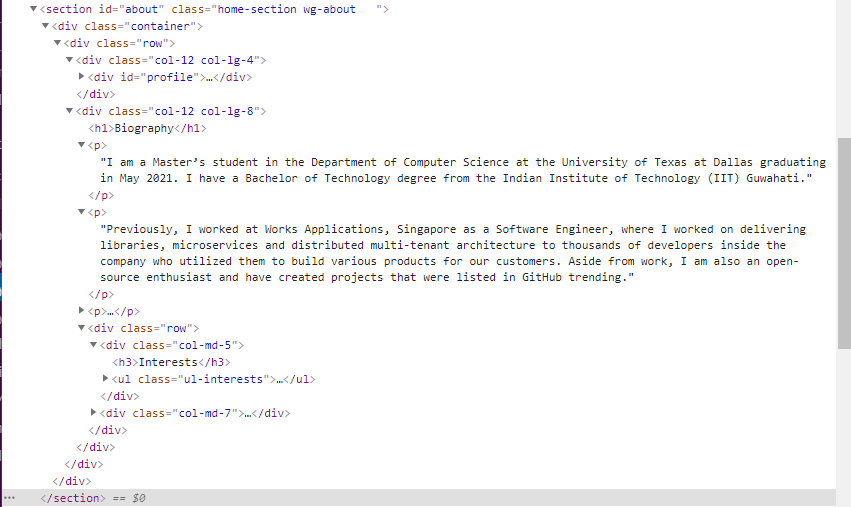 ▼<section id="about" class="home-section wg-about   ">
▼<div class="container">
▼<div class="row">
▼<div class="col-12 col-lg-4">
▶<div id="profile">…</div>
</div>
▼<div class="col-12 col-lg-8">
<h1>Biography</h1>
▼<p>
"I am a Master’s student in the Department of Computer Science at the University of Texas at Dallas graduating
in May 2021. I have a Bachelor of Technology degree from the Indian Institute of Technology (IIT) Guwahati."
</p>
▼<p>
"Previously, I worked at Works Applications, Singapore as a Software Engineer, where I worked on delivering
libraries, microservices and distributed multi-tenant architecture to thousands of developers inside the
company who utilized them to build various products for our customers. Aside from work, I am also an open-
source enthusiast and have created projects that were listed in GitHub trending."
</p>
▶<p>…</p>
▼<div class="row">
▼<div class="col-md-5">
<h3>Interests</h3>
▶<ul class="ul-interests">…</ul>
</div>
▶<div class="col-md-7">…</div>
</div>
</div>
</div>
</div>
… </section> == $0